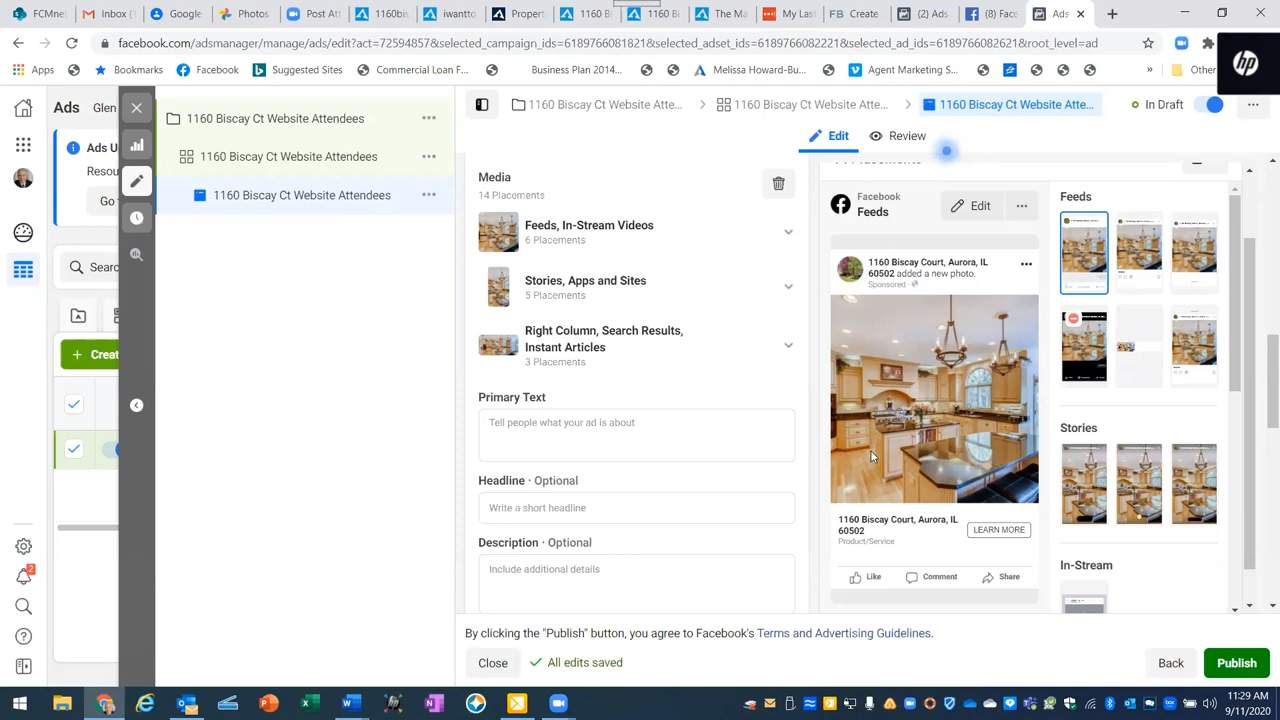 FCMnet
Website Att
Google
Photos
Post Ad
1160bis
iwantto
Property
1160 B
1160 Bi
The Ma
My Last
FB Create
(2) Ads
(8) Face
Ads
facebook.com/adsmanager/manage/ads/edit?act=72594857&selected_campaign_ids=6189766081821&selected_adset_ids=6189766082221&selected_ad_ids=6189766082621&root_level=ad
Apps
Bookmarks
Facebook
Suggested Sites
Commercial Loan F...
Business Plan 2014...
Melissa Howard-Bu...
Agent Marketing S...
»
Other
hp
Ads
Glen
Ads U
Resou
Go t
Searc
+ Creat
1160 Biscay Ct Website Attendees
1160 Biscay Ct Website Attendees
1160 Biscay Ct Website Attendees
1160 Biscay Ct Website Atte...
1160 Biscay Ct Website Atte...
1160 Biscay Ct Website Atte...
In Draft
Edit
Review
Media
14 Placements
Feeds, In-Stream Videos
6 Placements
Stories, Apps and Sites
5 Placements
Right Column, Search Results,
Instant Articles
3 Placements
Primary Text
Tell people what your ad is about
Headline · Optional
Write a short headline
Description · Optional
Include additional details
Facebook
Feeds
Edit
1160 Biscay Court, Aurora, IL
60502 added a new photo.
Sponsored ·
1160 Biscay Court, Aurora, IL
60502
Product/Service
LEARN MORE
Like
Comment
Share
Feeds
Stories
In-Stream
By clicking the "Publish" button, you agree to Facebook's Terms and Advertising Guidelines.
Close
All edits saved
Back
Publish
2
11:29 AM
9/11/2020